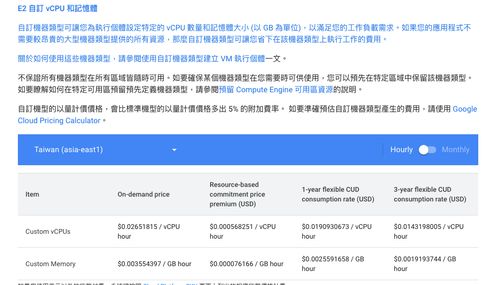 E2 自訂 vCPU 和記憶體
自訂機器類型可讓您為執行個體設定特定的 vCPU 數量和記憶體大小 (以 GB 為單位)，以滿足您的工作負載需求。如果您的應用程式不
需要較昂貴的大型機器類型提供的所有資源，那麼自訂機器類型可讓您省下在該機器類型上執行工作的費用。
關於如何使用這些機器類型，請參閱使用自訂機器類型建立 VM 執行個體一文。
不保證所有機器類型在所有區域皆隨時可用。如要確保某個機器類型在您需要時可供使用，您可以預先在特定區域中保留該機器類型。
如要瞭解如何在特定可用區預留預先定義機器類型，請參閱預留 Compute Engine 可用區資源的說明。
自訂機型的以量計價價格，會比標準機型的以量計價價格多出 5% 的附加費率。 如要準確預估自訂機器類型產生的費用，請使用 Google
Cloud Pricing Calculator。
Taiwan (asia-east1)
Hourly Monthly
Item
On-demand price
Resource-based
commitment price
premium (USD)
1-year flexible CUD
consumption rate (USD)
3-year flexible CUD
consumption rate (USD)
Custom vCPUs
$0.02651815 / vCPU
hour
$0.000568251 / vCPU
hour
$0.0190930673 / vCPU
hour
$0.0143198005 / vCPU
hour
Custom Memory
$0.003554397 / GB hour
$0.000076166 / GB hour
$0.0025591658 / GB
hour
$0.0019193744 / GB
hour